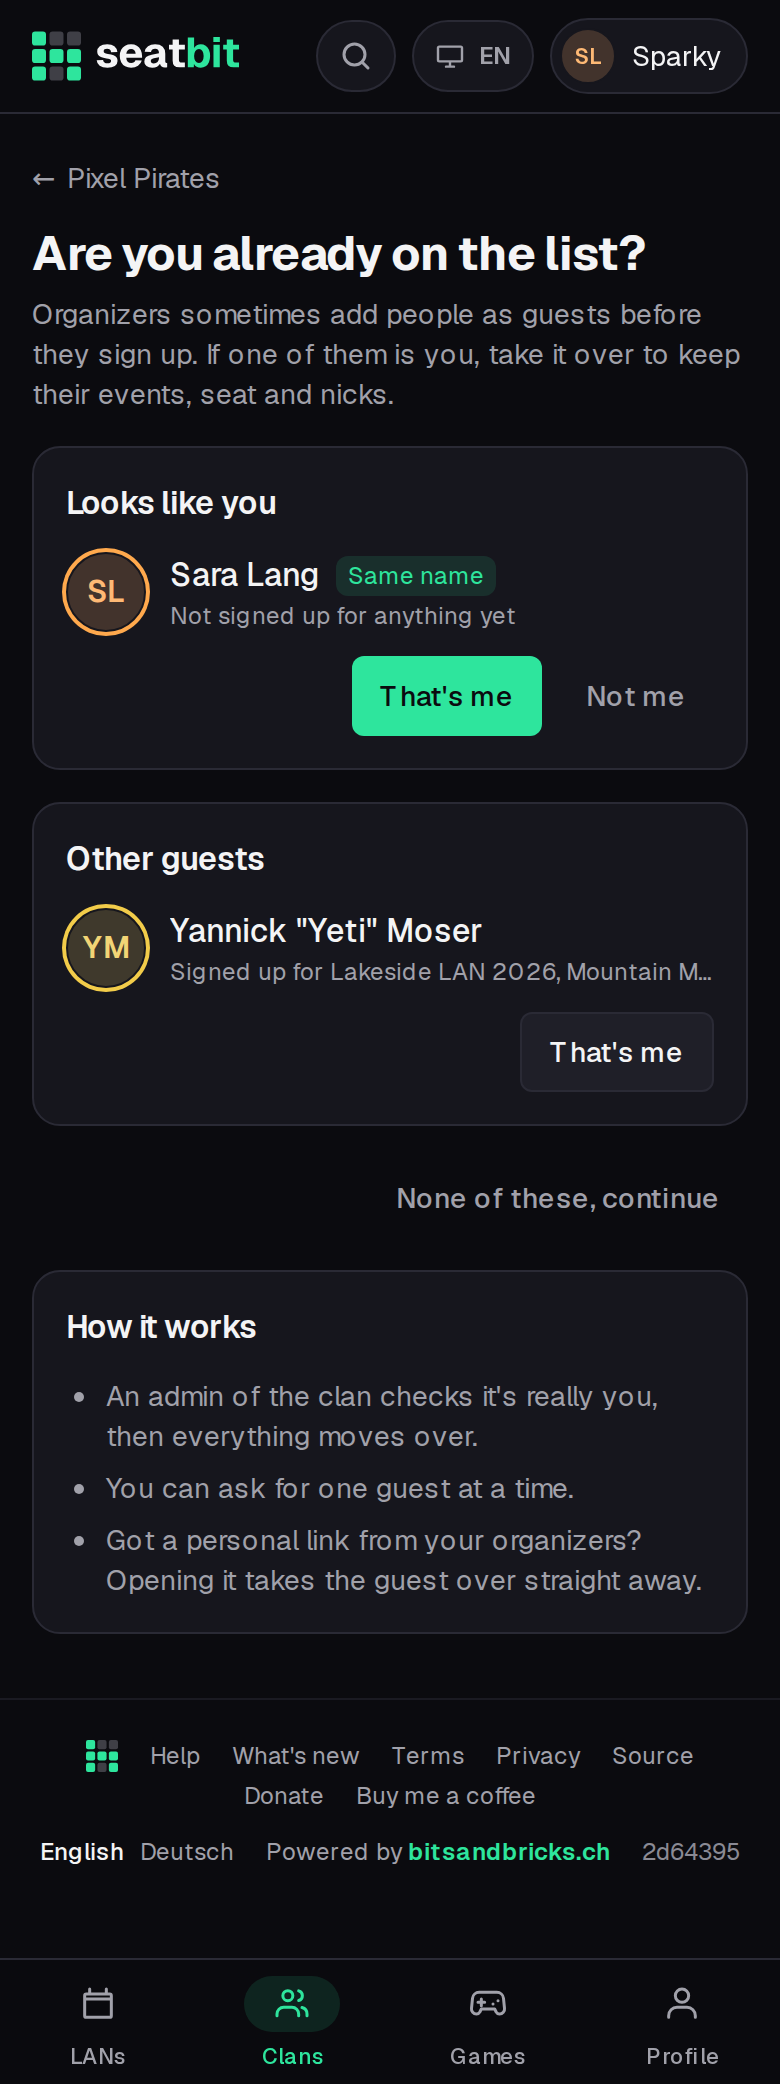 seatbit
EN
SL
Sparky
← Pixel Pirates
Are you already on the list?
Organizers sometimes add people as guests before
they sign up. If one of them is you, take it over to keep
their events, seat and nicks.
Looks like you
SL
Sara Lang
Same name
Not signed up for anything yet
That's me
Not me
Other guests
YM
Yannick "Yeti" Moser
Signed up for Lakeside LAN 2026, Mountain M...
That's me
None of these, continue
How it works
• An admin of the clan checks it's really you,
then everything moves over.
• You can ask for one guest at a time.
• Got a personal link from your organizers?
Opening it takes the guest over straight away.
Help What's new Terms Privacy Source
Donate Buy me a coffee
English Deutsch Powered by bitsandbricks.ch 2d64395
LANs Clans Games Profile